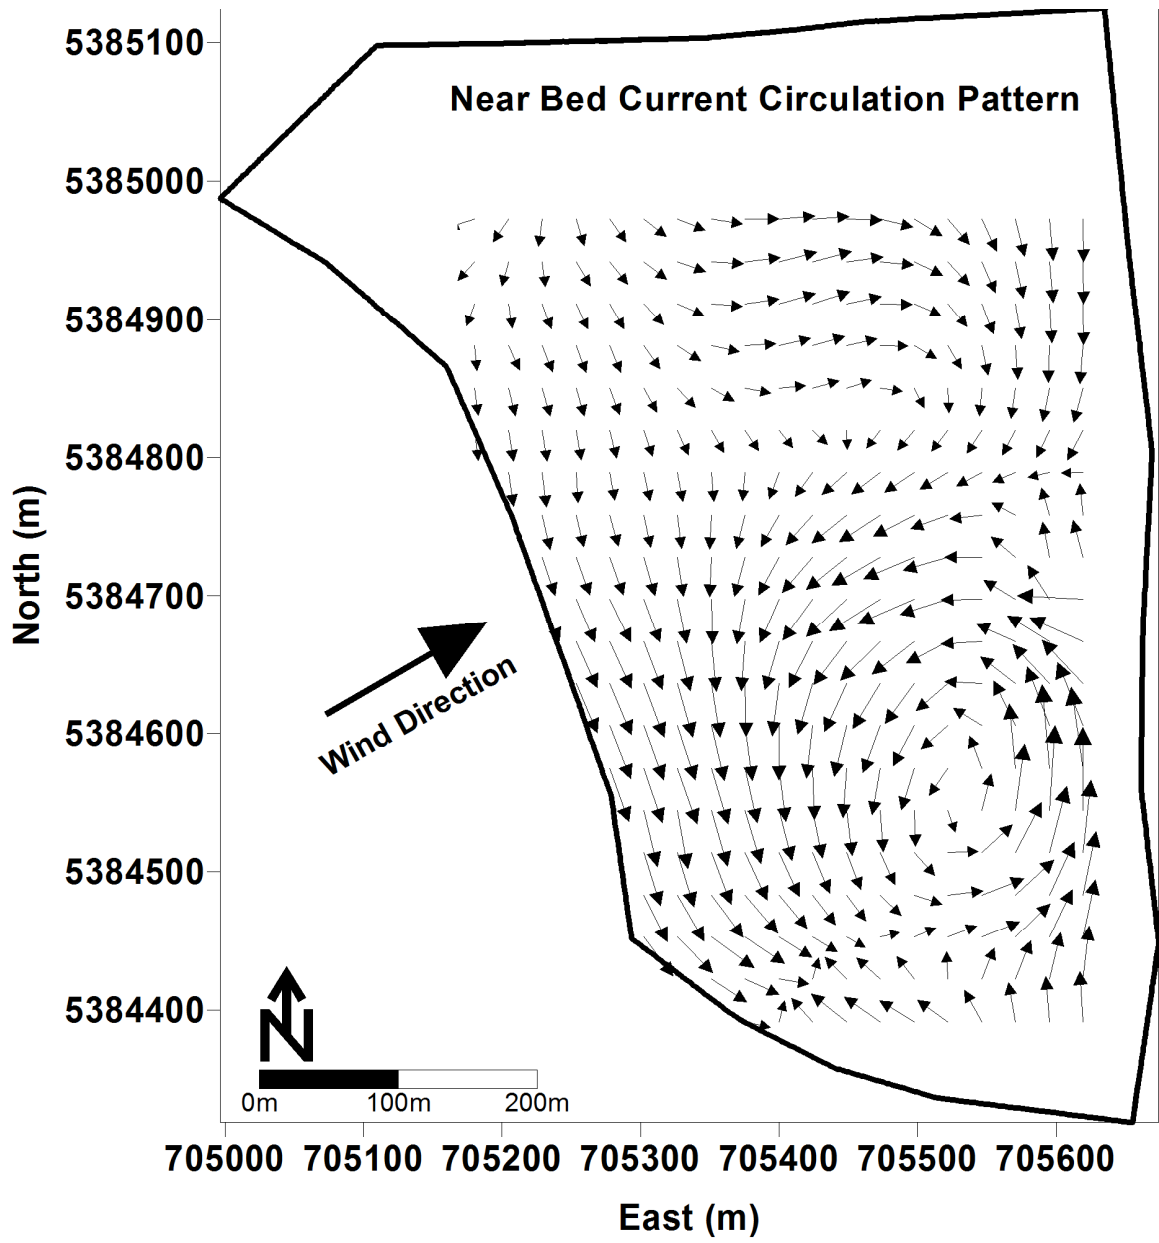 Near Bed Current Circulation Pattern
5385100
5385000
5384900
5384800
5384700
5384600
5384500
5384400
North (m)
Wind Direction
N
0m 100m 200m
705000 705100 705200 705300 705400 705500 705600
East (m)